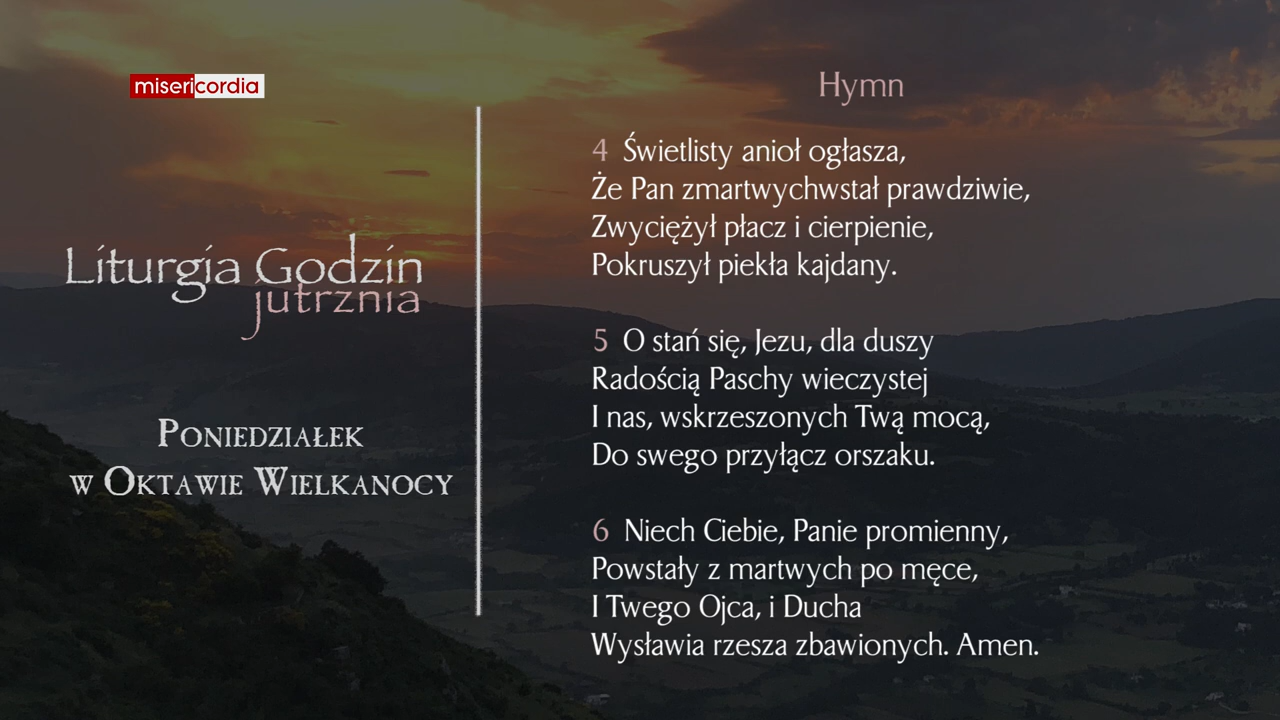 misericordia
Liturgia Godzin
jutrznia
Poniedziałek
w Oktawie Wielkanocy
Hymn
4 Świetlisty anioł ogłasza,
Że Pan zmartwychwstał prawdziwie,
Zwyciężył płacz i cierpienie,
Pokruszył piekła kajdany.
5 O stań się, Jezu, dla duszy
Radością Paschy wieczystej
I nas, wskrzeszonych Twą mocą,
Do swego przyłącz orszaku.
6 Niech Ciebie, Panie promienny,
Powstały z martwych po męce,
I Twego Ojca, i Ducha
Wysławia rzesza zbawionych. Amen.